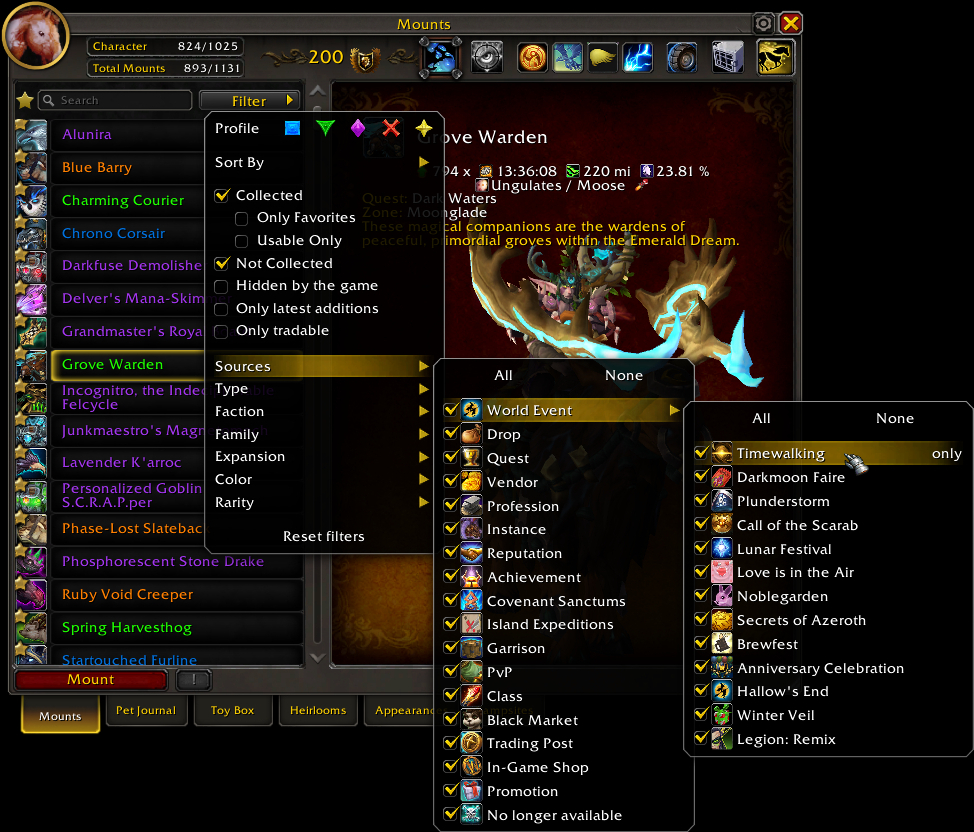 Mounts
Character 824/1025
Total Mounts 893/1131
200
Search
Filter
Alunira
Blue Barry
Charming Courier
Chrono Corsair
Darkfuse Demolishe
Delver's Mana-Skim
Grandmaster's Roya
Grove Warden
Incognitro, the Indec
Felcycle
Junkmaestro's Magn
Lavender K'arroc
Personalized Goblin
S.C.R.A.P.per
Phase-Lost Slateback
Phosphorescent Stone Drake
Ruby Void Creeper
Spring Harvesthog
Startouched Furline
Mount
Mounts
Pet Journal
Toy Box
Heirlooms
Appearan
Profile
Sort By
Collected
Only Favorites
Usable Only
Not Collected
Hidden by the game
Only latest additions
Only tradable
Sources
Type
Faction
Family
Expansion
Color
Rarity
Reset filters
Grove Warden
794 x 13:36:08 220 mi 23.81 %
Ungulates / Moose
Quest: Dark Waters
Zone: Moonglade
These magical companions are the wardens of
peaceful, primordial groves within the Emerald Dream.
All None
World Event
Drop
Quest
Vendor
Profession
Instance
Reputation
Achievement
Covenant Sanctums
Island Expeditions
Garrison
PvP
Class
Black Market
Trading Post
In-Game Shop
Promotion
No longer available
All None
Timewalking only
Darkmoon Faire
Plunderstorm
Call of the Scarab
Lunar Festival
Love is in the Air
Noblegarden
Secrets of Azeroth
Brewfest
Anniversary Celebration
Hallow's End
Winter Veil
Legion: Remix